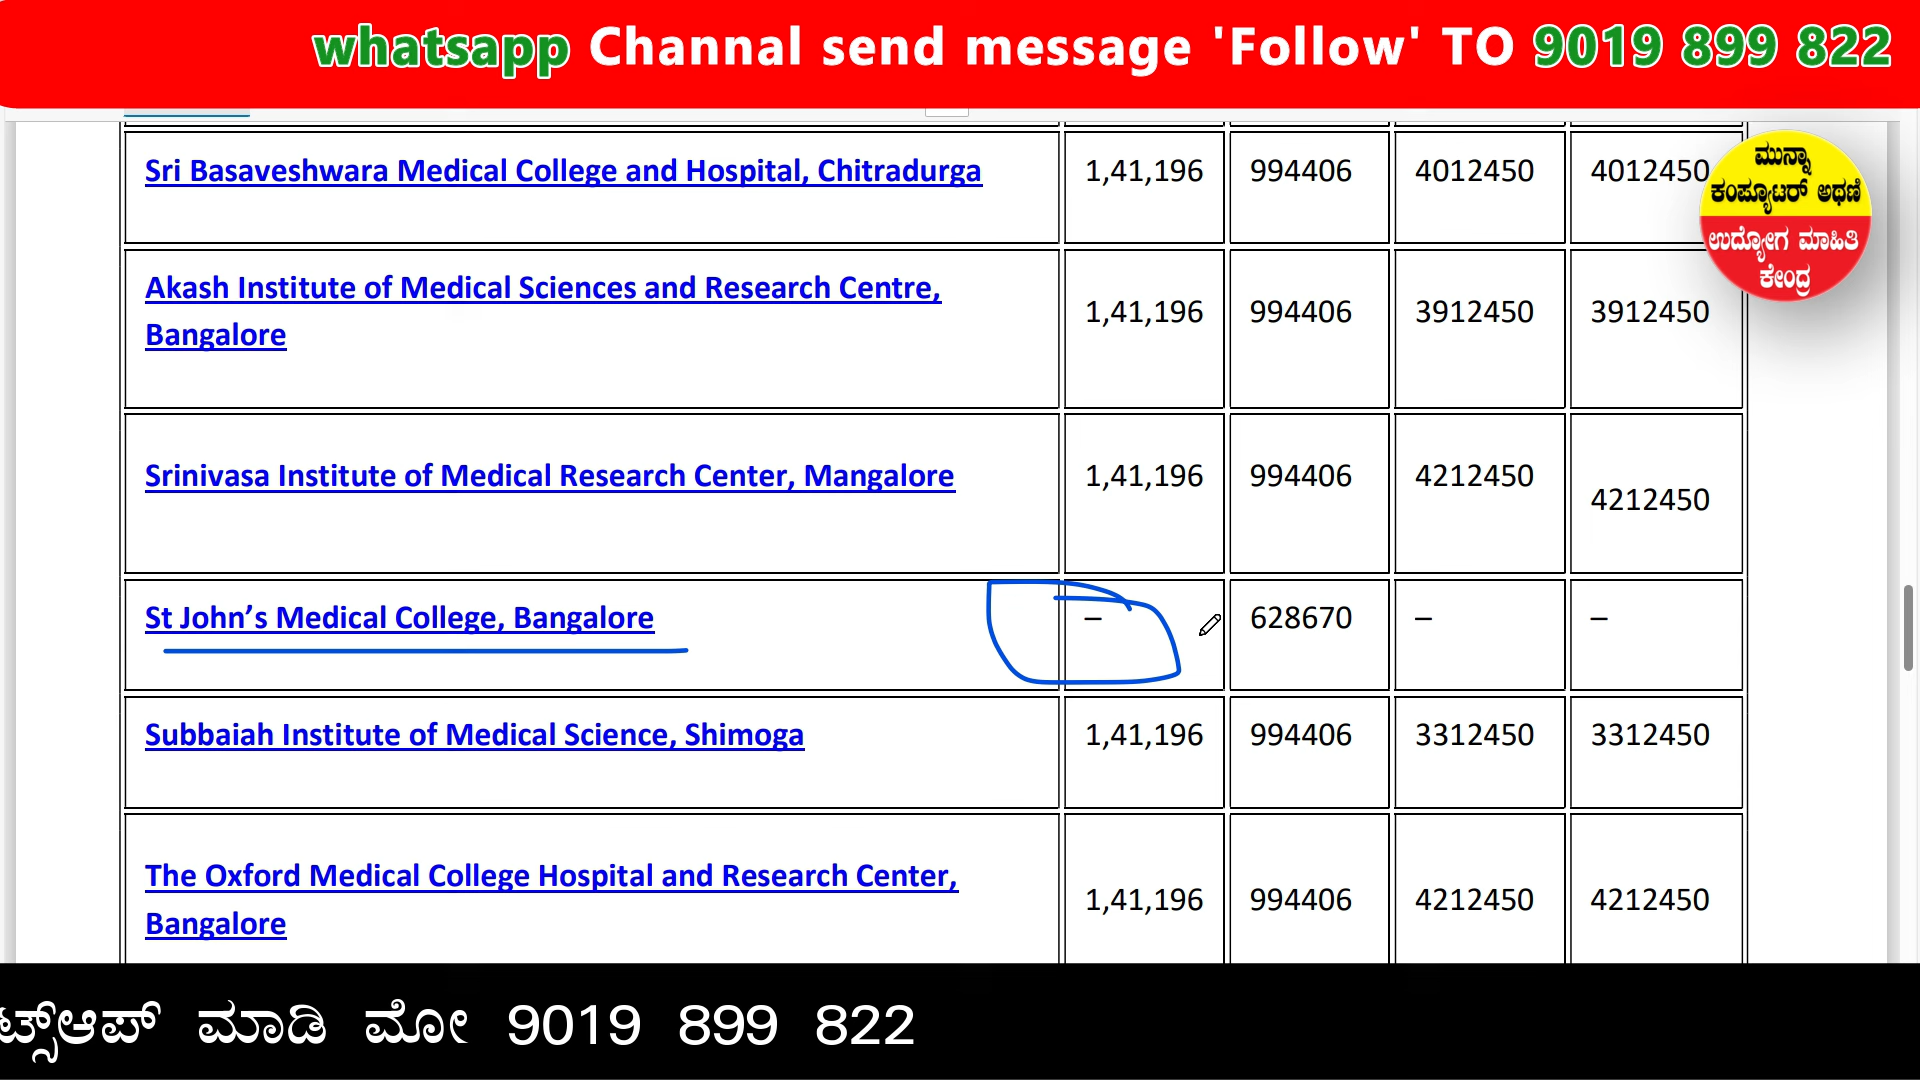 whatsapp Channal send message 'Follow' TO 9019 899 822
Sri Basaveshwara Medical College and Hospital, Chitradurga 1,41,196 994406 4012450 4012450
ಮುನ್ನಾ
ಕಂಪ್ಯೂಟರ್ ಅಥಣಿ
ಉದ್ಯೋಗ ಮಾಹಿತಿ
ಕೇಂದ್ರ
Akash Institute of Medical Sciences and Research Centre,
Bangalore 1,41,196 994406 3912450 3912450
Srinivasa Institute of Medical Research Center, Mangalore 1,41,196 994406 4212450 4212450
St John’s Medical College, Bangalore – 628670 – –
Subbaiah Institute of Medical Science, Shimoga 1,41,196 994406 3312450 3312450
The Oxford Medical College Hospital and Research Center,
Bangalore 1,41,196 994406 4212450 4212450
ಟ್ಸ್ಆಪ್ ಮಾಡಿ ಮೋ 9019 899 822